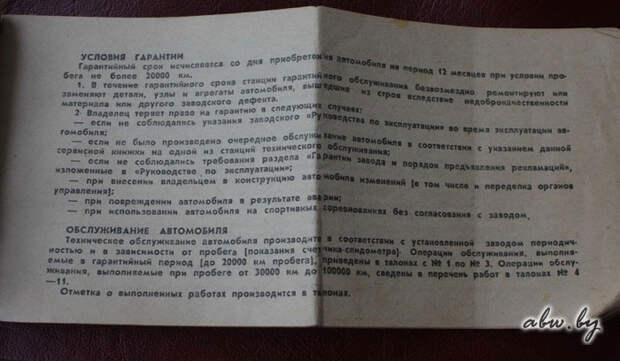 УСЛОВИЯ ГАРАНТИИ
Гарантийный срок исчисляется со дня приобретения автомобиля на период 12 месяцев при условии про-
бега не более 20000 км.
1. В течение гарантийного срока станции гарантийного обслуживания безвозмездно ремонтируют или
заменяют детали, узлы и агрегаты автомобиля, вышедшие из строя вследствие недоброкачественности
материала или другого заводского дефекта.
2. Владелец теряет право на гарантию в следующих случаях:
— если не соблюдались указания заводского «Руководства по эксплуатации» во время эксплуатации ав-
томобиля;
— если не было произведено очередное обслуживание автомобиля в соответствии с указанием данной
сервисной книжки на одной из станций технического обслуживания;
— если не соблюдались требования раздела «Гарантии завода и порядок предъявления рекламаций»,
изложенные в «Руководстве по эксплуатации»;
— при внесении владельцем в конструкцию автомобиля изменений (в том числе и переделка органов
управления);
— при повреждении автомобиля в результате аварии;
— при использовании автомобиля на спортивных соревнованиях без согласования с заводом.
ОБСЛУЖИВАНИЕ АВТОМОБИЛЯ
Техническое обслуживание автомобиля производите в соответствии с установленной заводом периодич-
ностью и в зависимости от пробега (показания счетчика-спидометра). Операции обслуживания, выполня-
емые в гарантийный период (до 20000 км пробега), приведены в талонах с № 1 по № 3. Операции обслу-
живания, выполняемые при пробеге от 30000 км до 100000 км, сведены в перечень работ в талонах № 4
—11.
Отметка о выполненных работах производится в талонах.
abw.by